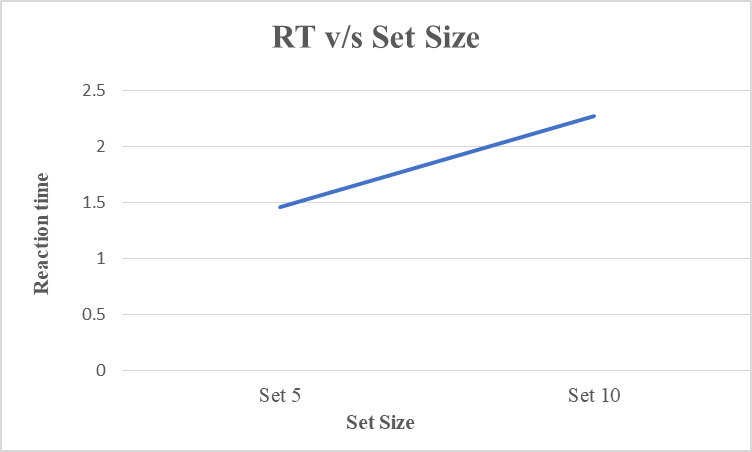 RT v/s Set Size
2.5
2
1.5
1
0.5
0
Reaction time
Set 5
Set 10
Set Size